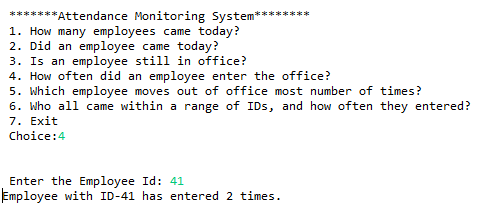 *******Attendance Monitoring System********
1. How many employees came today?
2. Did an employee came today?
3. Is an employee still in office?
4. How often did an employee enter the office?
5. Which employee moves out of office most number of times?
6. Who all came within a range of IDs, and how often they entered?
7. Exit
Choice:4
Enter the Employee Id: 41
Employee with ID-41 has entered 2 times.